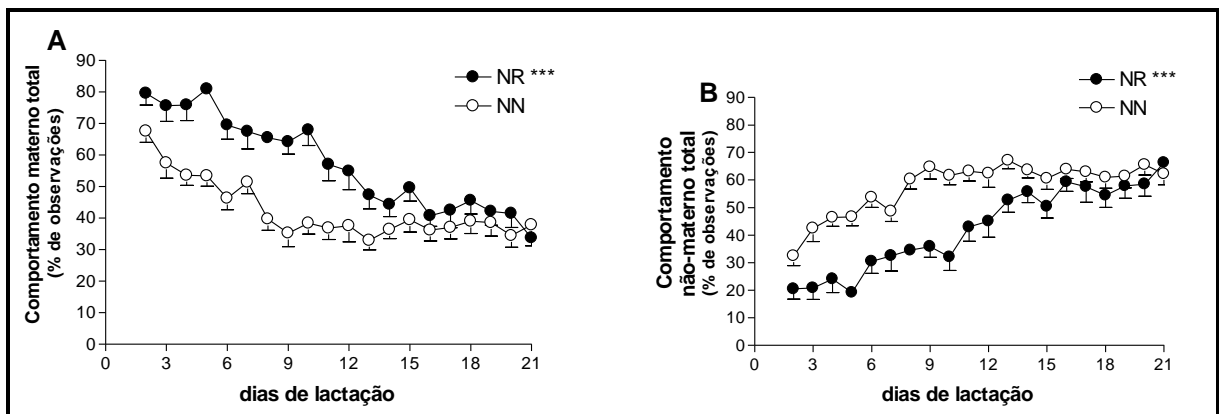 A
Comportamento materno total
(% de observações)
90
80
70
60
50
40
30
20
10
0
NR ***
NN
0 3 6 9 12 15 18 21
dias de lactação
B
Comportamento
não-materno total
(% de observações)
90
80
70
60
50
40
30
20
10
0
NR ***
NN
0 3 6 9 12 15 18 21
dias de lactação